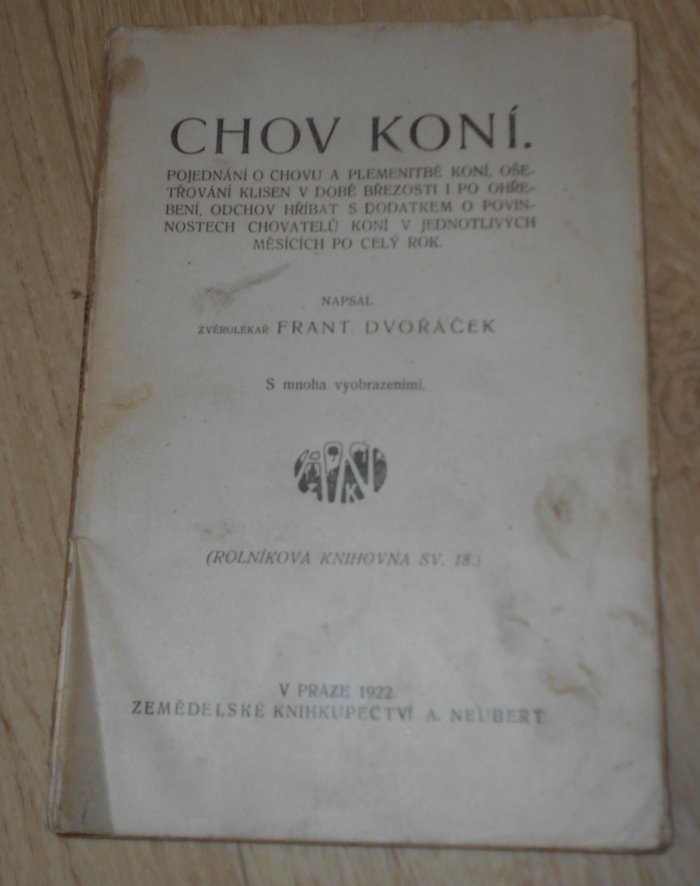 CHOV KONÍ.
POJEDNÁNÍ O CHOVU A PLEMENITBĚ KONÍ, OŠE-
TŘOVÁNÍ KLISEN V DOBĚ BŘEZOSTI I PO OHŘE-
BENÍ, ODCHOV HŘÍBAT S DODATKEM O POVIN-
NOSTECH CHOVATELŮ KONÍ V JEDNOTLIVÝCH
MĚSÍCÍCH PO CELÝ ROK.
NAPSAL
ZVĚROLÉKAŘ FRANT. DVOŘÁČEK
S mnoha vyobrazeními.
(ROLNÍKOVA KNIHOVNA SV. 18.)
V PRAZE 1922.
ZEMĚDĚLSKÉ KNIHKUPECTVÍ A. NEUBERT